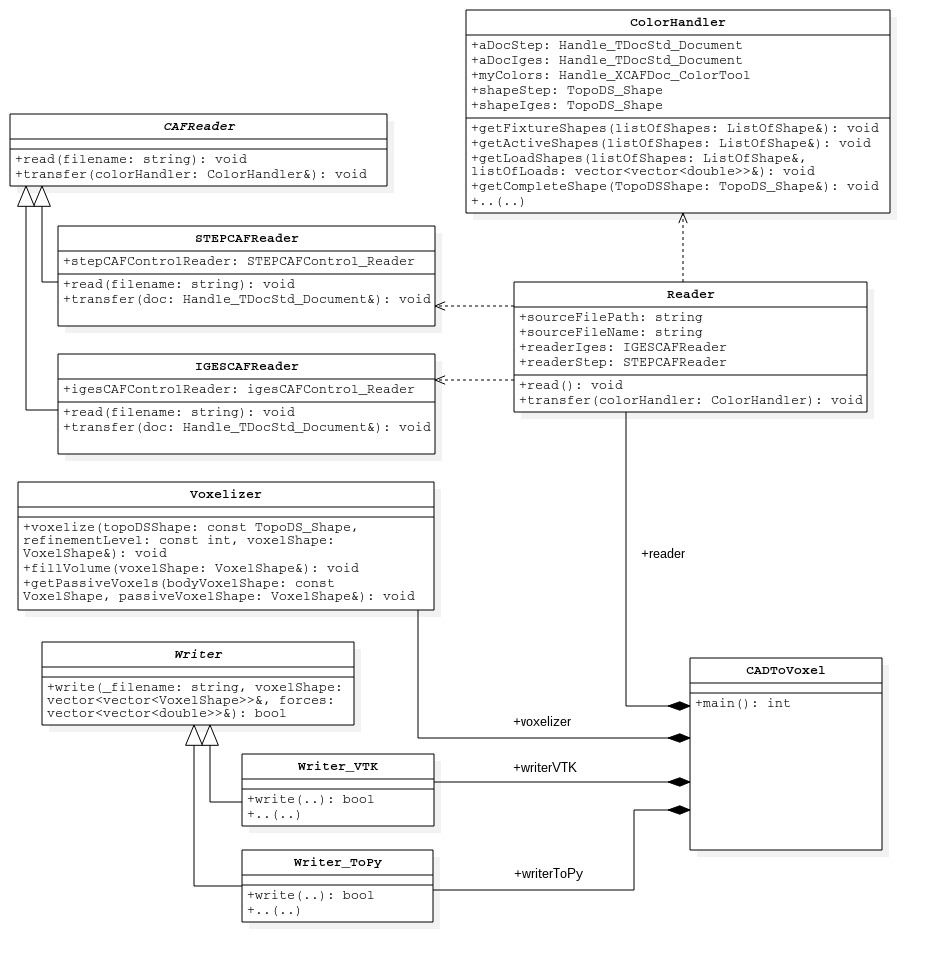 ColorHandler
+aDocStep: Handle_TDocStd_Document
+aDocIges: Handle_TDocStd_Document
+myColors: Handle_XCAFDoc_ColorTool
+shapeStep: TopoDS_Shape
+shapeIges: TopoDS_Shape
+getFixtureShapes(listOfShapes: ListOfShape&): void
+getActiveShapes(listOfShapes: ListOfShape&): void
+getLoadShapes(listOfShapes: ListOfShape&,
listOfLoads: vector<vector<double>>&): void
+getCompleteShape(TopoDSShape: TopoDS_Shape&): void
+..(..)
CAFReader
+read(filename: string): void
+transfer(colorHandler: ColorHandler&): void
STEPCAFReader
+stepCAFControlReader: STEPCAFControl_Reader
+read(filename: string): void
+transfer(doc: Handle_TDocStd_Document&): void
Reader
+sourceFilePath: string
+sourceFileName: string
+readerIges: IGESCAFReader
+readerStep: STEPCAFReader
+read(): void
+transfer(colorHandler: ColorHandler): void
IGESCAFReader
+igesCAFControlReader: igesCAFControl_Reader
+read(filename: string): void
+transfer(doc: Handle_TDocStd_Document&): void
Voxelizer
+voxelize(topoDSShape: const TopoDS_Shape,
refinementLevel: const int, voxelShape:
VoxelShape&): void
+fillVolume(voxelShape: VoxelShape&): void
+getPassiveVoxels(bodyVoxelShape: const
VoxelShape, passiveVoxelShape: VoxelShape&): void
+reader
Writer
+write(_filename: string, voxelShape:
vector<vector<VoxelShape>>&, forces:
vector<vector<double>>&): bool
CADToVoxel
+main(): int
+voxelizer
+writerVTK
Writer_VTK
+write(..): bool
+..(..)
Writer_ToPy
+write(..): bool
+..(..)
+writerToPy